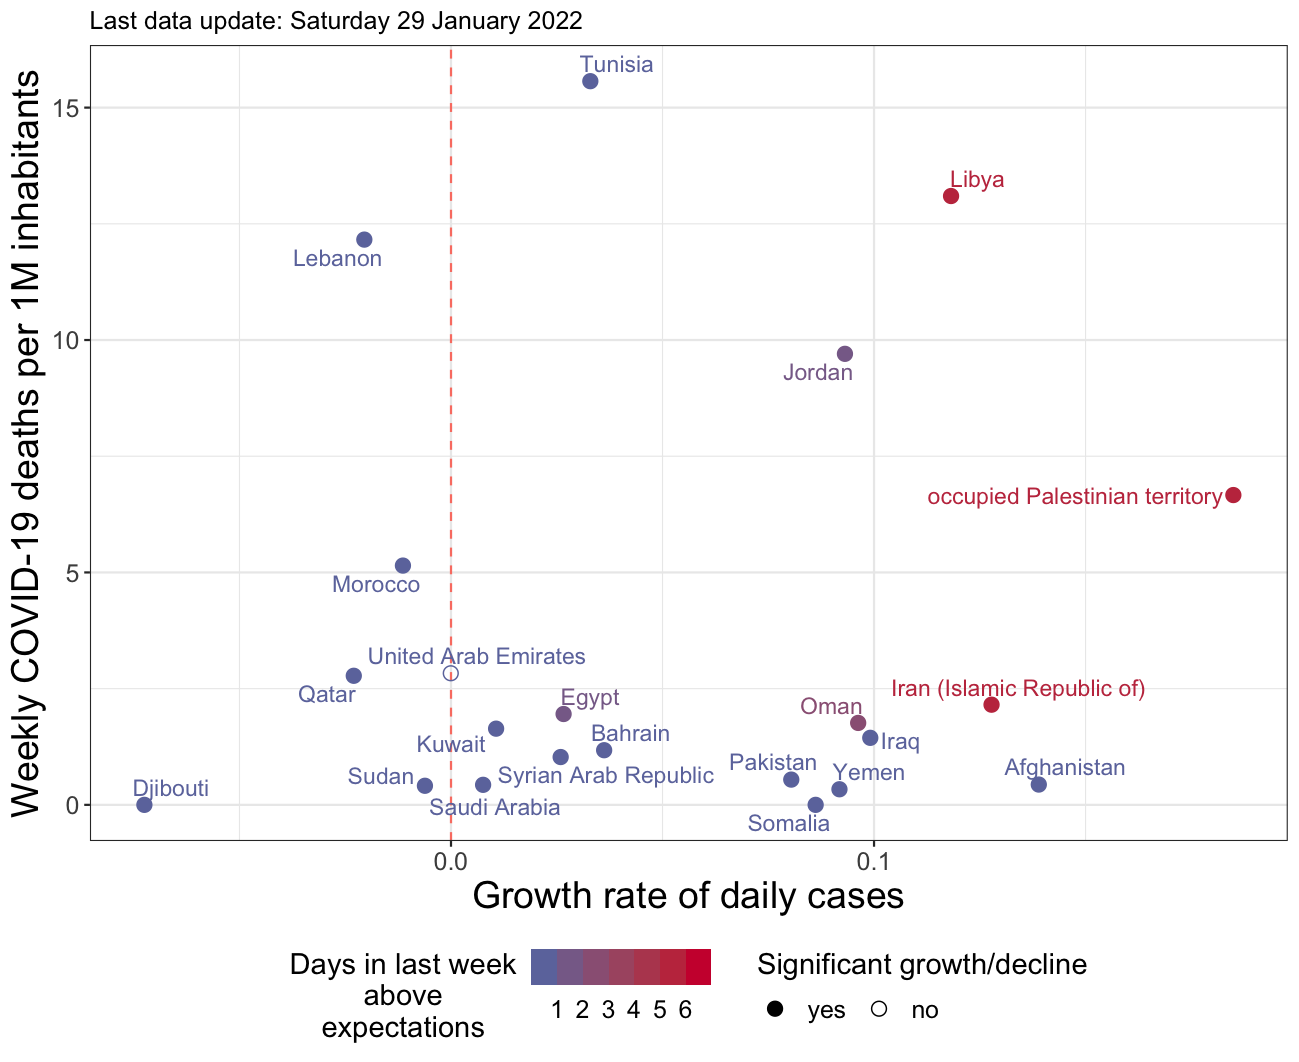 Last data update: Saturday 29 January 2022
Weekly COVID-19 deaths per 1M inhabitants
15
10
5
0
Tunisia
Libya
Lebanon
Jordan
occupied Palestinian territory
Morocco
United Arab Emirates
Qatar
Egypt
Iran (Islamic Republic of)
Oman
Kuwait
Bahrain
Iraq
Pakistan
Afghanistan
Sudan
Syrian Arab Republic
Yemen
Djibouti
Saudi Arabia
Somalia
0.0
0.1
Growth rate of daily cases
Days in last week
above
expectations
1 2 3 4 5 6
Significant growth/decline
yes no